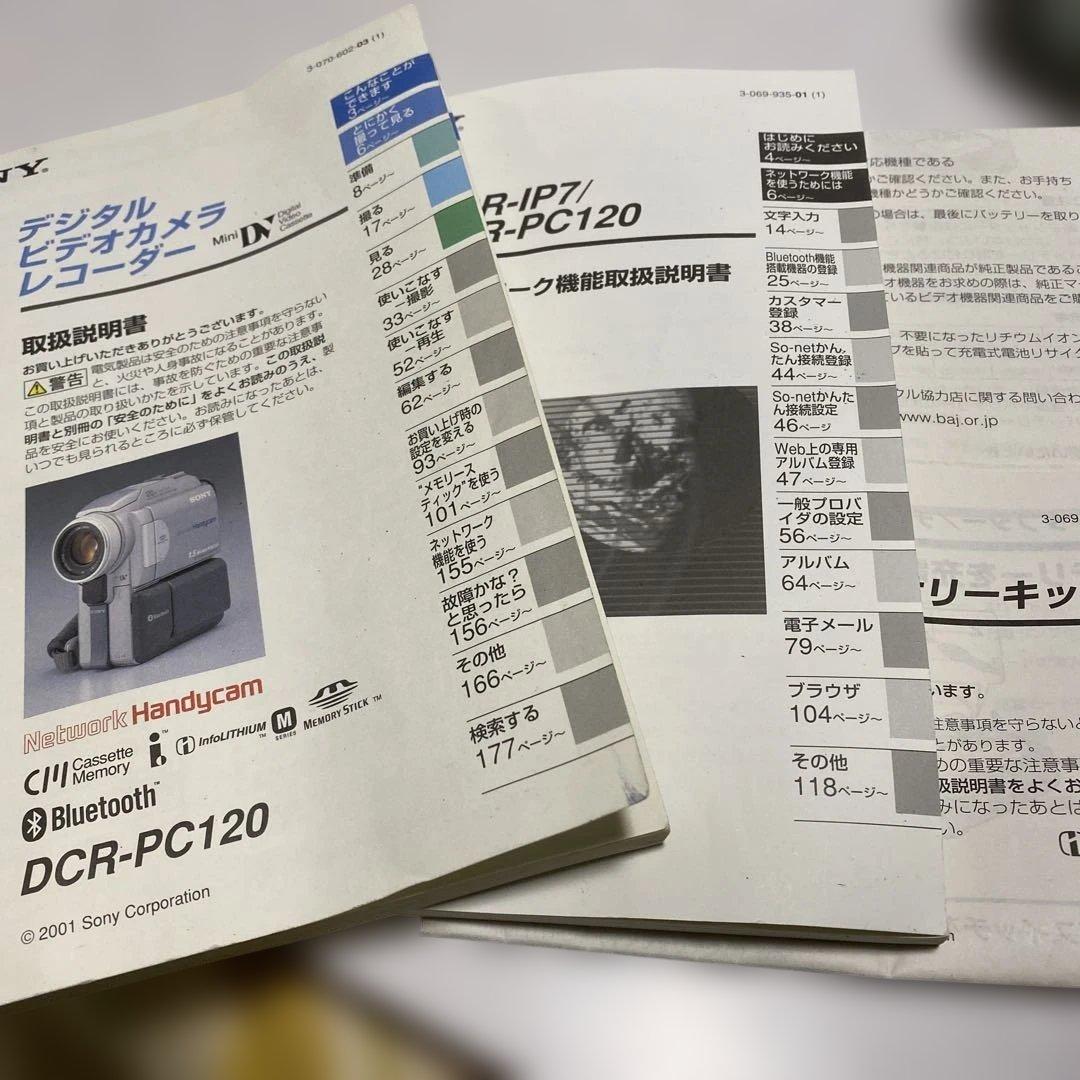 3-070-602-03 (1)
デジタル
ビデオカメラ
レコーダー
Mini DV Digital
Video
Cassette
取扱説明書
お買い上げいただきありがとうございます。
警告 電気製品は安全のための注意事項を守らない
と、火災や人身事故になることがあります。
この取扱説明書には、事故を防ぐための重要な注意事
項と製品の取り扱いかたを示しています。この取扱説
明書と別冊の「安全のために」をよくお読みのうえ、製
品を安全にお使いください。お読みになったあとは、
いつでも見られるところに必ず保管してください。
SONY
Handycam
Network Handycam
Cassette
Memory
InfoLITHIUM M
SERIES
MEMORY STICK ™
Bluetooth™
DCR-PC120
© 2001 Sony Corporation
こんなことが
できます
3ページ~
とにかく
撮って見る
6ページ~
準備
8ページ~
撮る
17ページ~
見る
28ページ~
使いこなす
–撮影
33ページ~
使いこなす
–再生
52ページ~
編集する
62ページ~
お買い上げ時の
設定を変える
93ページ~
“メモリース
ティック”を使う
101ページ~
ネットワーク
機能を使う
155ページ~
故障かな?
と思ったら
156ページ~
その他
166ページ~
検索する
177ページ~
3-069-935-01 (1)
R-IP7/
R-PC120
ーク機能取扱説明書
はじめに
お読みください
4ページ~
ネットワーク機能
を使うためには
6ページ~
文字入力
14ページ~
Bluetooth機能
搭載機器の登録
25ページ~
カスタマー
登録
38ページ~
So-netかん
たん接続登録
44ページ~
So-netかんた
ん接続設定
46ページ
Web上の専用
アルバム登録
47ページ~
一般プロバ
イダの設定
56ページ~
アルバム
64ページ~
電子メール
79ページ~
ブラウザ
104ページ~
その他
118ページ~
応機種である
かご確認ください。また、お手持ち
機種かどうかご確認ください。
の場合は、最後にバッテリーを取り
機器関連商品が純正製品であると
オ機器をお求めの際は、純正マ
ているビデオ機器関連商品をご購
不要になったリチウムイオン
プを貼って充電式電池リサイク
クル協力店に関する問い合わ
www.baj.or.jp
3-069
サリーキッ
います。
注意事項を守らないと
とがあります。
めの重要な注意事
扱説明書をよくお
みになったあとは
い。